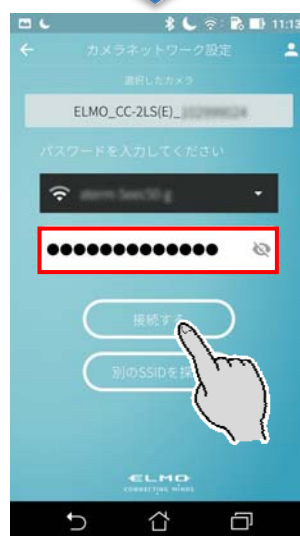 11:13
カメラネットワーク設定
選択したカメラ
ELMO_CC-2LS(E)_
パスワードを入力してください
接続する
別のSSIDを探
ELMO
CONNECTING MINDS